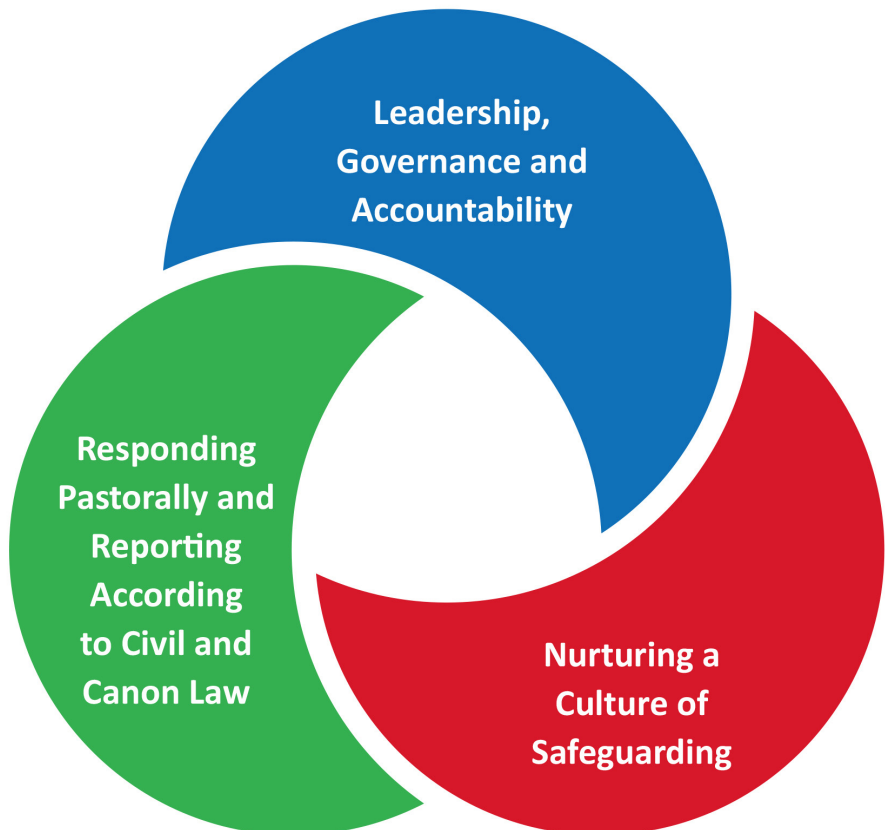 Leadership,
Governance and
Accountability
Responding
Pastorally and
Reporting
According
to Civil and
Canon Law
Nurturing a
Culture of
Safeguarding